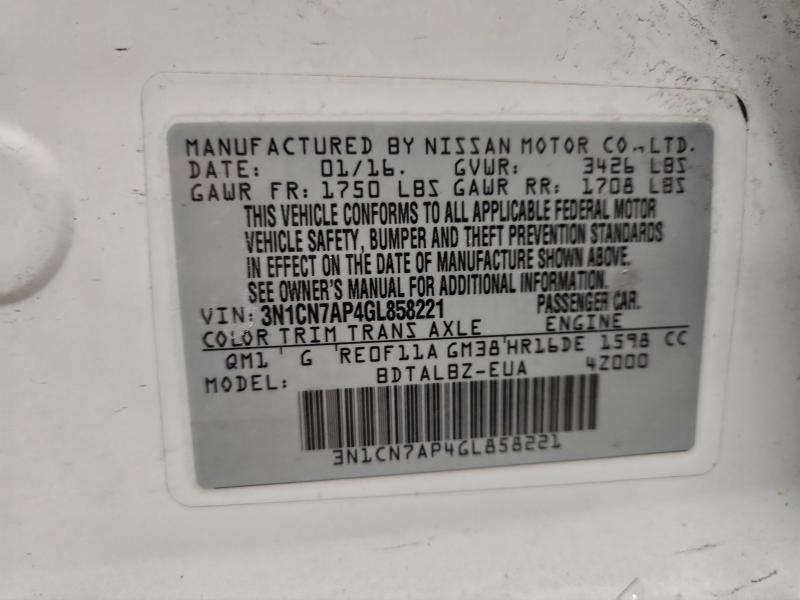 MANUFACTURED BY NISSAN MOTOR CO., LTD.
DATE: 01/16. GVWR: 3426 LBS
GAWR FR: 1750 LBS GAWR RR: 1708 LBS
THIS VEHICLE CONFORMS TO ALL APPLICABLE FEDERAL MOTOR
VEHICLE SAFETY, BUMPER AND THEFT PREVENTION STANDARDS
IN EFFECT ON THE DATE OF MANUFACTURE SHOWN ABOVE.
SEE OWNER'S MANUAL FOR ADDITIONAL INFORMATION.
VIN: 3N1CN7AP4GL858221 PASSENGER CAR.
COLOR TRIM TRANS AXLE ENGINE
QM1 ' G ' RE0F11A GM38 ' HR16DE 1598 CC
MODEL: BDTALBZ-EUA 4Z000
3N1CN7AP4GL858221